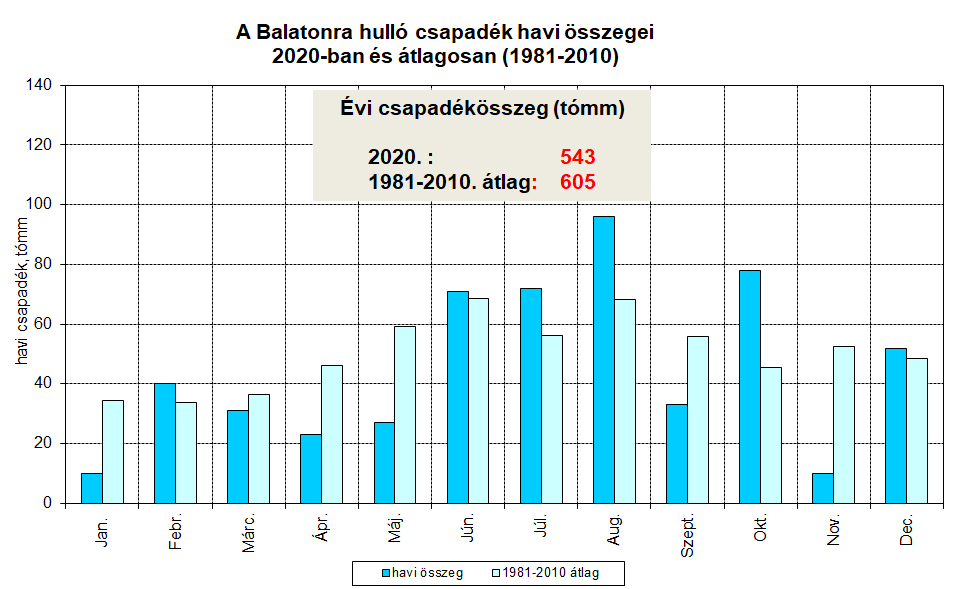 A Balatonra hulló csapadék havi összegei
2020-ban és átlagosan (1981-2010)
Évi csapadékösszeg (tómm)
2020. : 543
1981-2010. átlag: 605
havi csapadék, tómm
140
120
100
80
60
40
20
0
Jan.
Febr.
Márc.
Ápr.
Máj.
Jún.
Júl.
Aug.
Szept.
Okt.
Nov.
Dec.
havi összeg
1981-2010 átlag